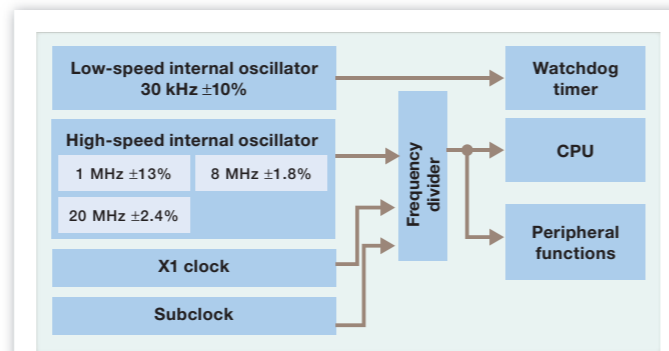 Low-speed internal oscillator
30 kHz ±10%
Watchdog
timer
High-speed internal oscillator
1 MHz ±13%
8 MHz ±1.8%
20 MHz ±2.4%
Frequency
divider
CPU
Peripheral
functions
X1 clock
Subclock